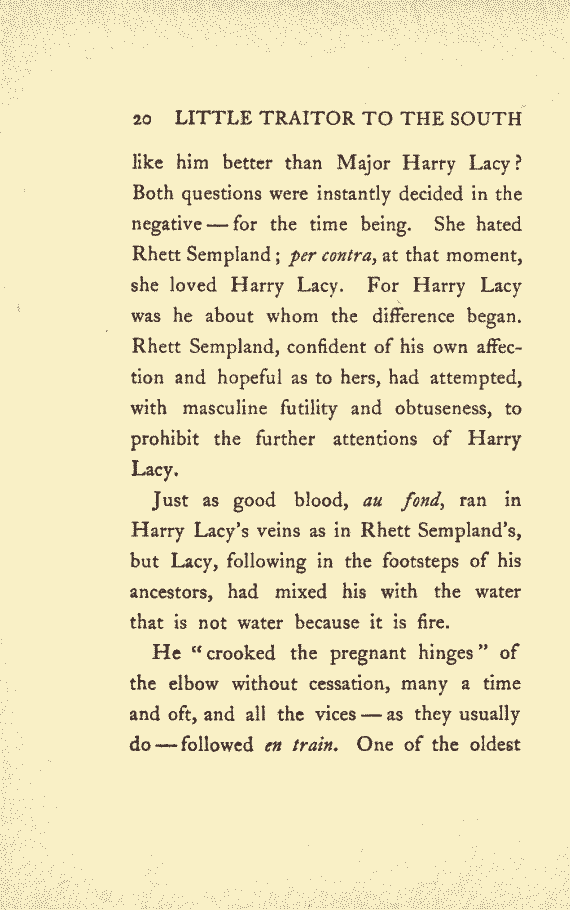 20 LITTLE TRAITOR TO THE SOUTH
like him better than Major Harry Lacy?
Both questions were instantly decided in the
negative — for the time being. She hated
Rhett Sempland; per contra, at that moment,
she loved Harry Lacy. For Harry Lacy
was he about whom the difference began.
Rhett Sempland, confident of his own affec-
tion and hopeful as to hers, had attempted,
with masculine futility and obtuseness, to
prohibit the further attentions of Harry
Lacy.
Just as good blood, au fond, ran in
Harry Lacy's veins as in Rhett Sempland's,
but Lacy, following in the footsteps of his
ancestors, had mixed his with the water
that is not water because it is fire.
He "crooked the pregnant hinges" of
the elbow without cessation, many a time
and oft, and all the vices — as they usually
do — followed en train. One of the oldest